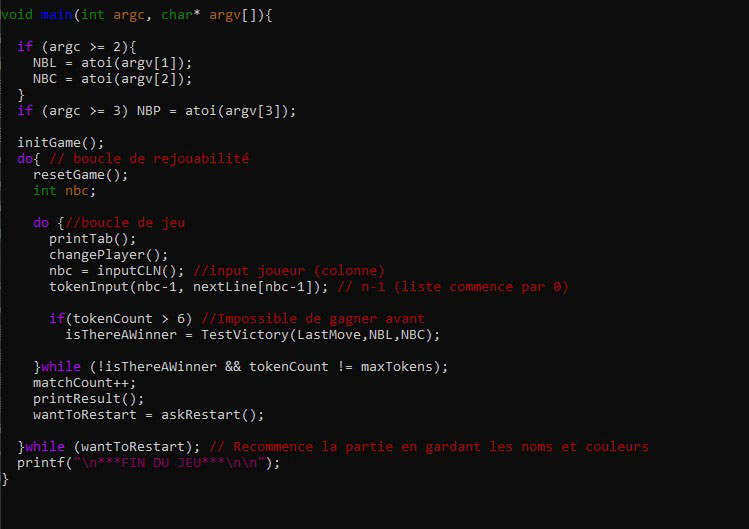 void main(int argc, char* argv[]){
if (argc >= 2){
NBL = atoi(argv[1]);
NBC = atoi(argv[2]);
}
if (argc >= 3) NBP = atoi(argv[3]);
initGame();
do{ // boucle de rejouabilité
resetGame();
int nbc;
do {//boucle de jeu
printTab();
changePlayer();
nbc = inputCLN(); //input joueur (colonne)
tokenInput(nbc-1, nextLine[nbc-1]); // n-1 (liste commence par 0)
if(tokenCount > 6) //Impossible de gagner avant
isThereAWinner = TestVictory(LastMove,NBL,NBC);
}while (!isThereAWinner && tokenCount != maxTokens);
matchCount++;
printResult();
wantToRestart = askRestart();
}while (wantToRestart); // Recommence la partie en gardant les noms et couleurs
printf("\n***FIN DU JEU***\n\n");
}